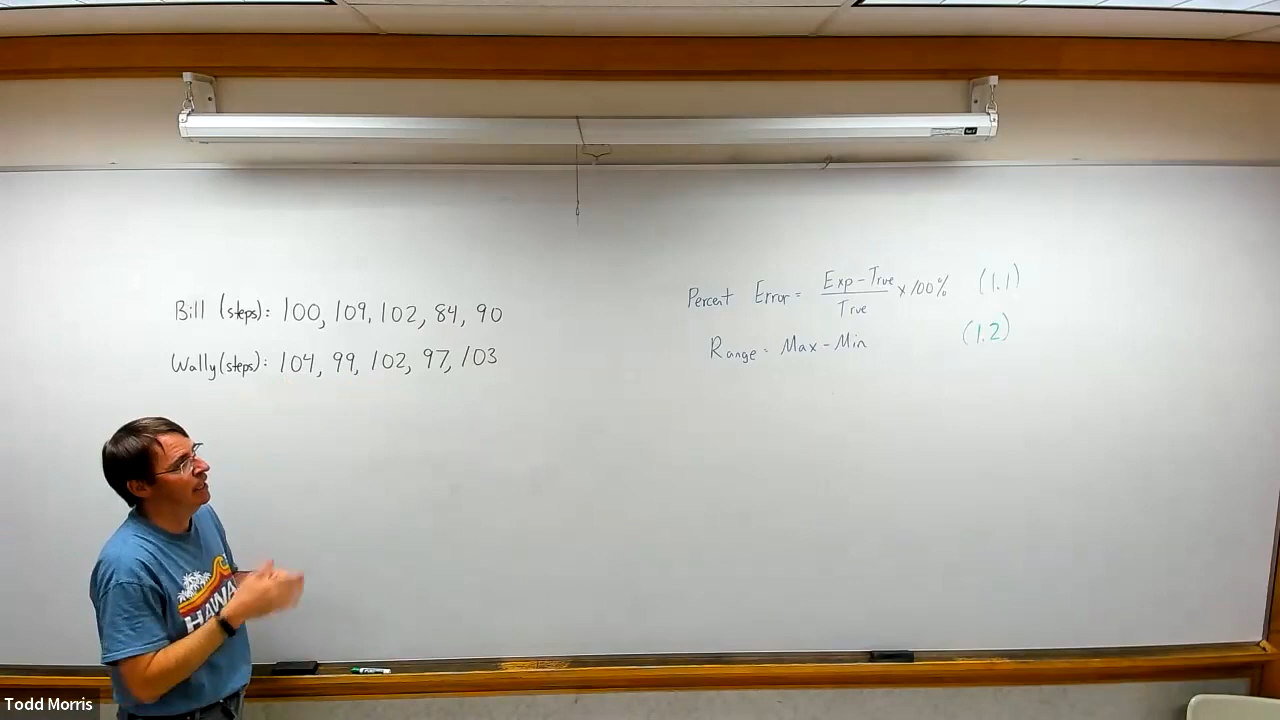 Bill (steps): 100, 109, 102, 84, 90
Wally (steps): 104, 99, 102, 97, 103
Percent Error = Exp - True / True x 100% (1.1)
Range = Max - Min (1.2)
HAWA
Todd Morris